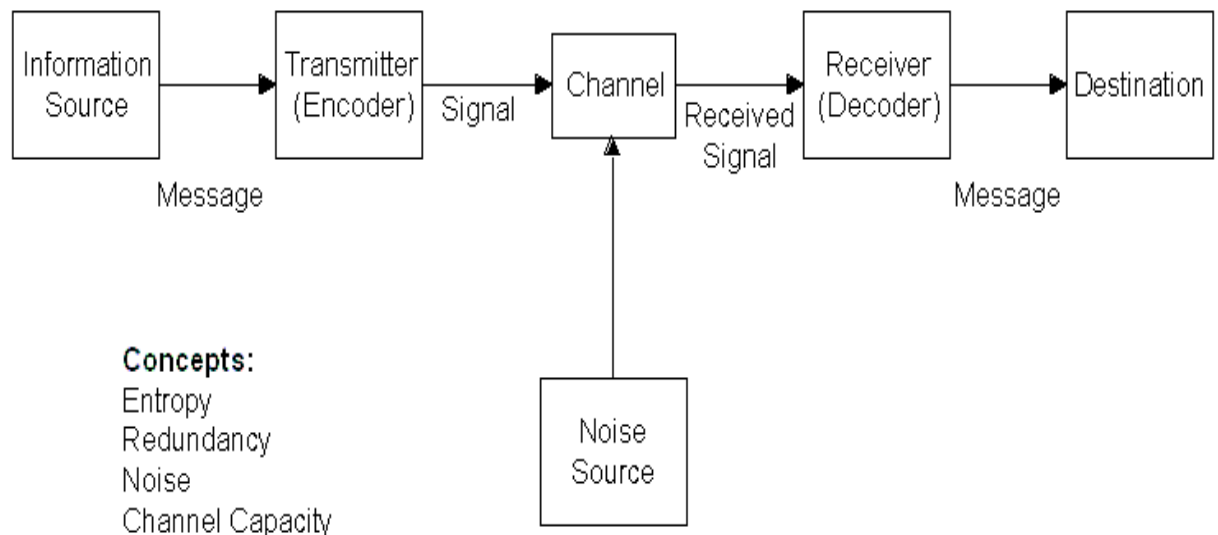 Information
Source
Transmitter
(Encoder)
Channel
Receiver
(Decoder)
Destination
Signal
Received
Signal
Message
Message
Concepts:
Entropy
Redundancy
Noise
Channel Capacity
Noise
Source